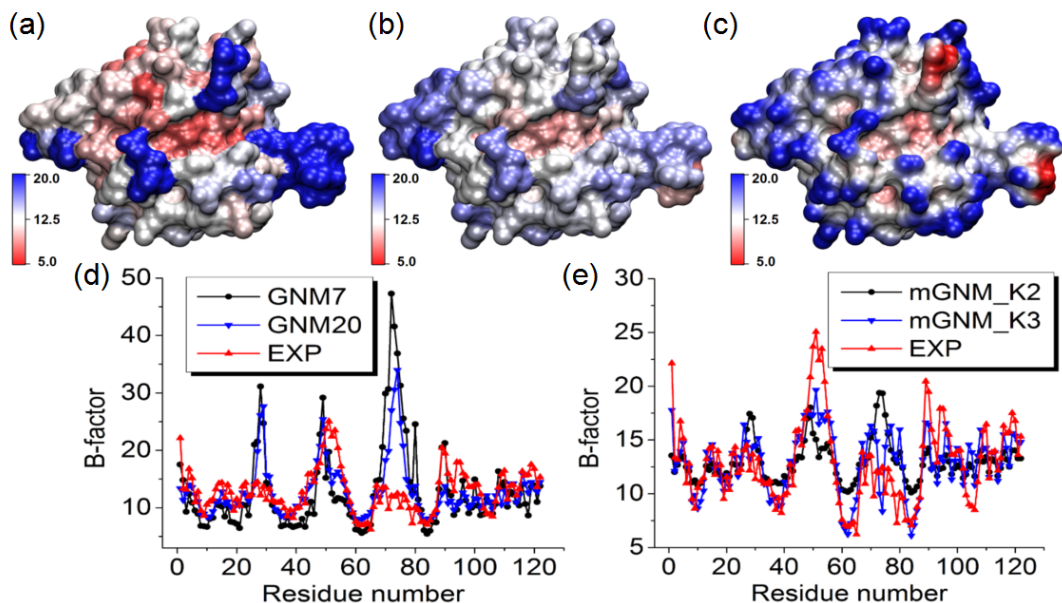 (a) (b) (c)
20.0 20.0 20.0
12.5 12.5 12.5
5.0 5.0 5.0
(d) (e)
50
40
30
20
10
B-factor
GNM7
GNM20
EXP
0 20 40 60 80 100 120
Residue number
30
25
20
15
10
5
B-factor
mGNM_K2
mGNM_K3
EXP
0 20 40 60 80 100 120
Residue number